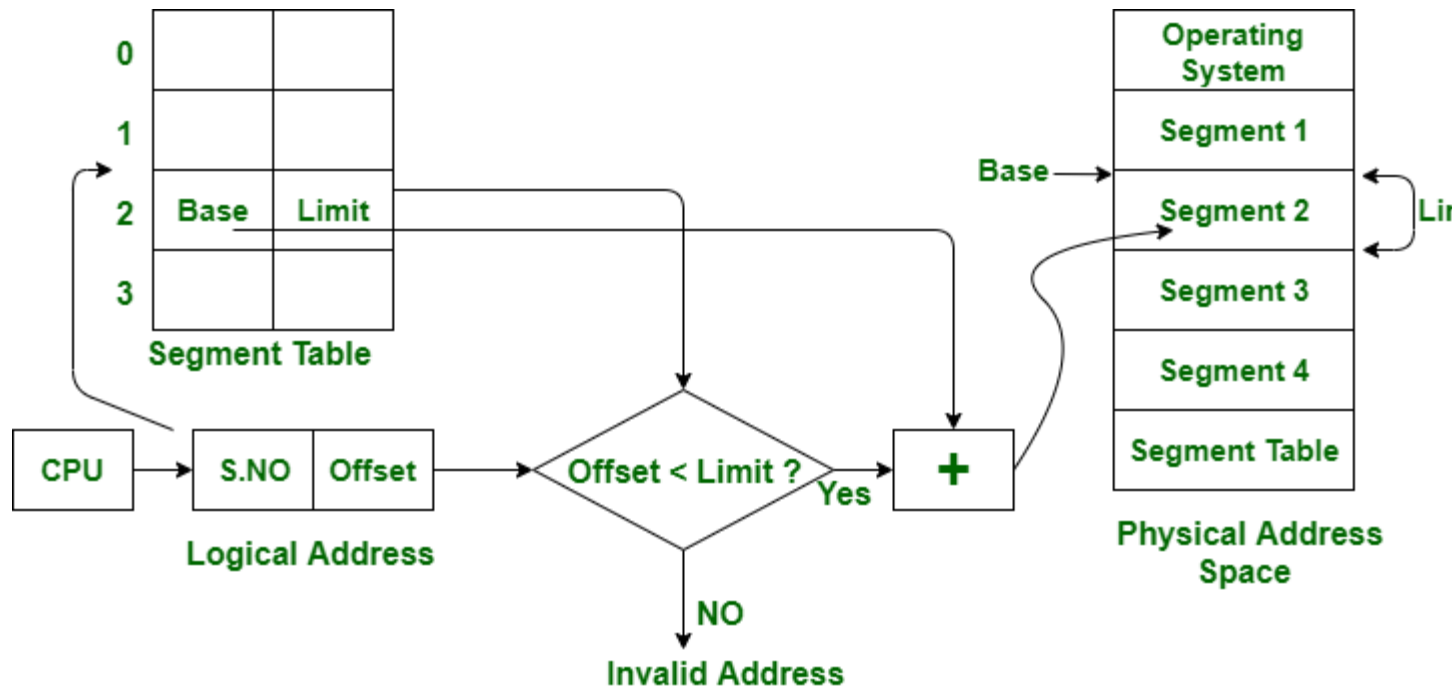 0
1
2
3
Base
Limit
Segment Table
CPU
S.NO
Offset
Logical Address
Offset < Limit ?
Yes
+
NO
Invalid Address
Operating
System
Segment 1
Base
Segment 2
Segment 3
Segment 4
Segment Table
Physical Address
Space